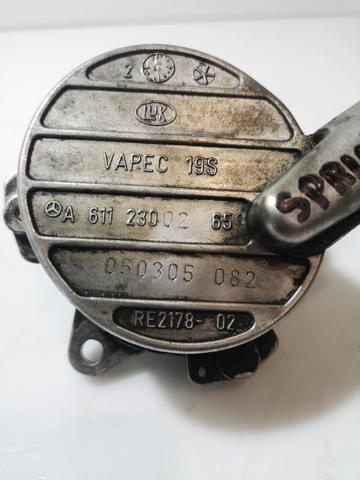 2
LUK
VAPEC 19S
A 611 23002 65
050305 082
RE2178- 02